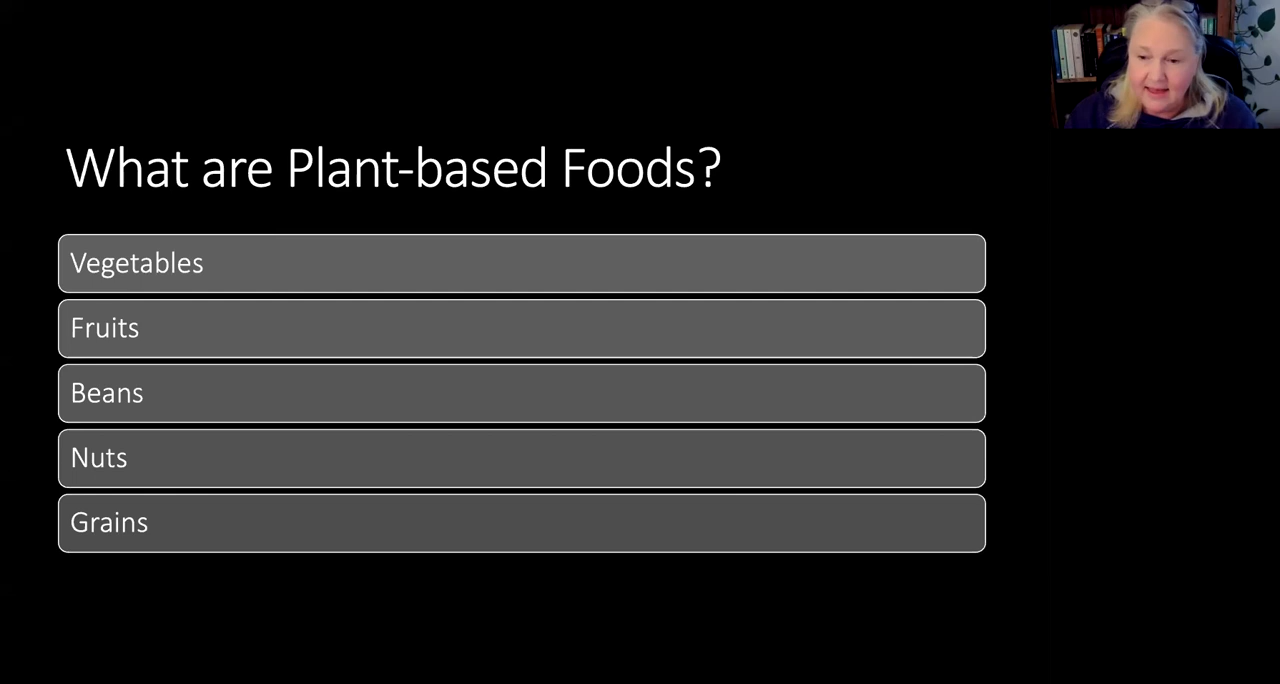 What are Plant-based Foods?
Vegetables
Fruits
Beans
Nuts
Grains